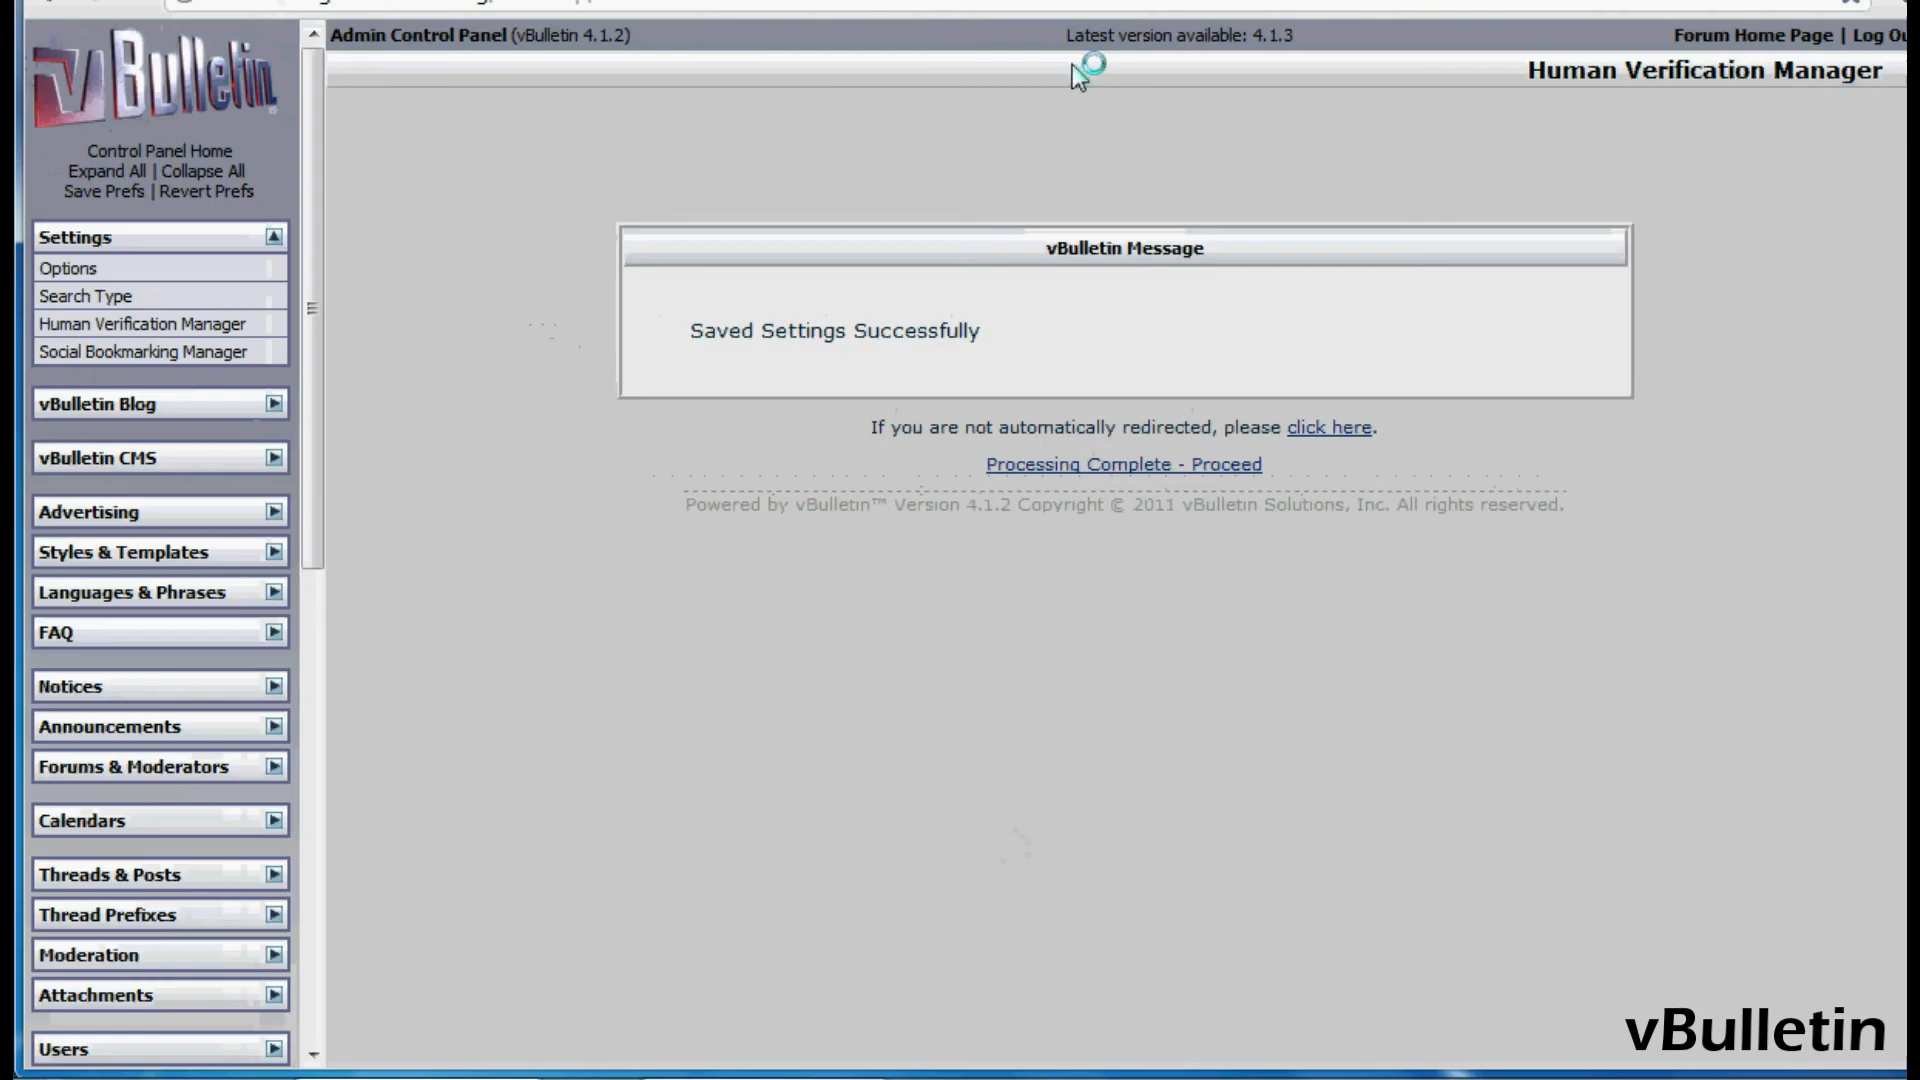 Admin Control Panel (vBulletin 4.1.2)
Latest version available: 4.1.3
Forum Home Page | Log
Human Verification Manager
vBulletin
Control Panel Home
Expand All | Collapse All
Save Prefs | Revert Prefs
Settings
Options
Search Type
Human Verification Manager
Social Bookmarking Manager
vBulletin Blog
vBulletin CMS
Advertising
Styles & Templates
Languages & Phrases
FAQ
Notices
Announcements
Forums & Moderators
Calendars
Threads & Posts
Thread Prefixes
Moderation
Attachments
Users
vBulletin Message
Saved Settings Successfully
If you are not automatically redirected, please click here.
Processing Complete - Proceed
Powered by vBulletin™ Version 4.1.2 Copyright © 2011 vBulletin Solutions, Inc. All rights reserved.
vBulletin